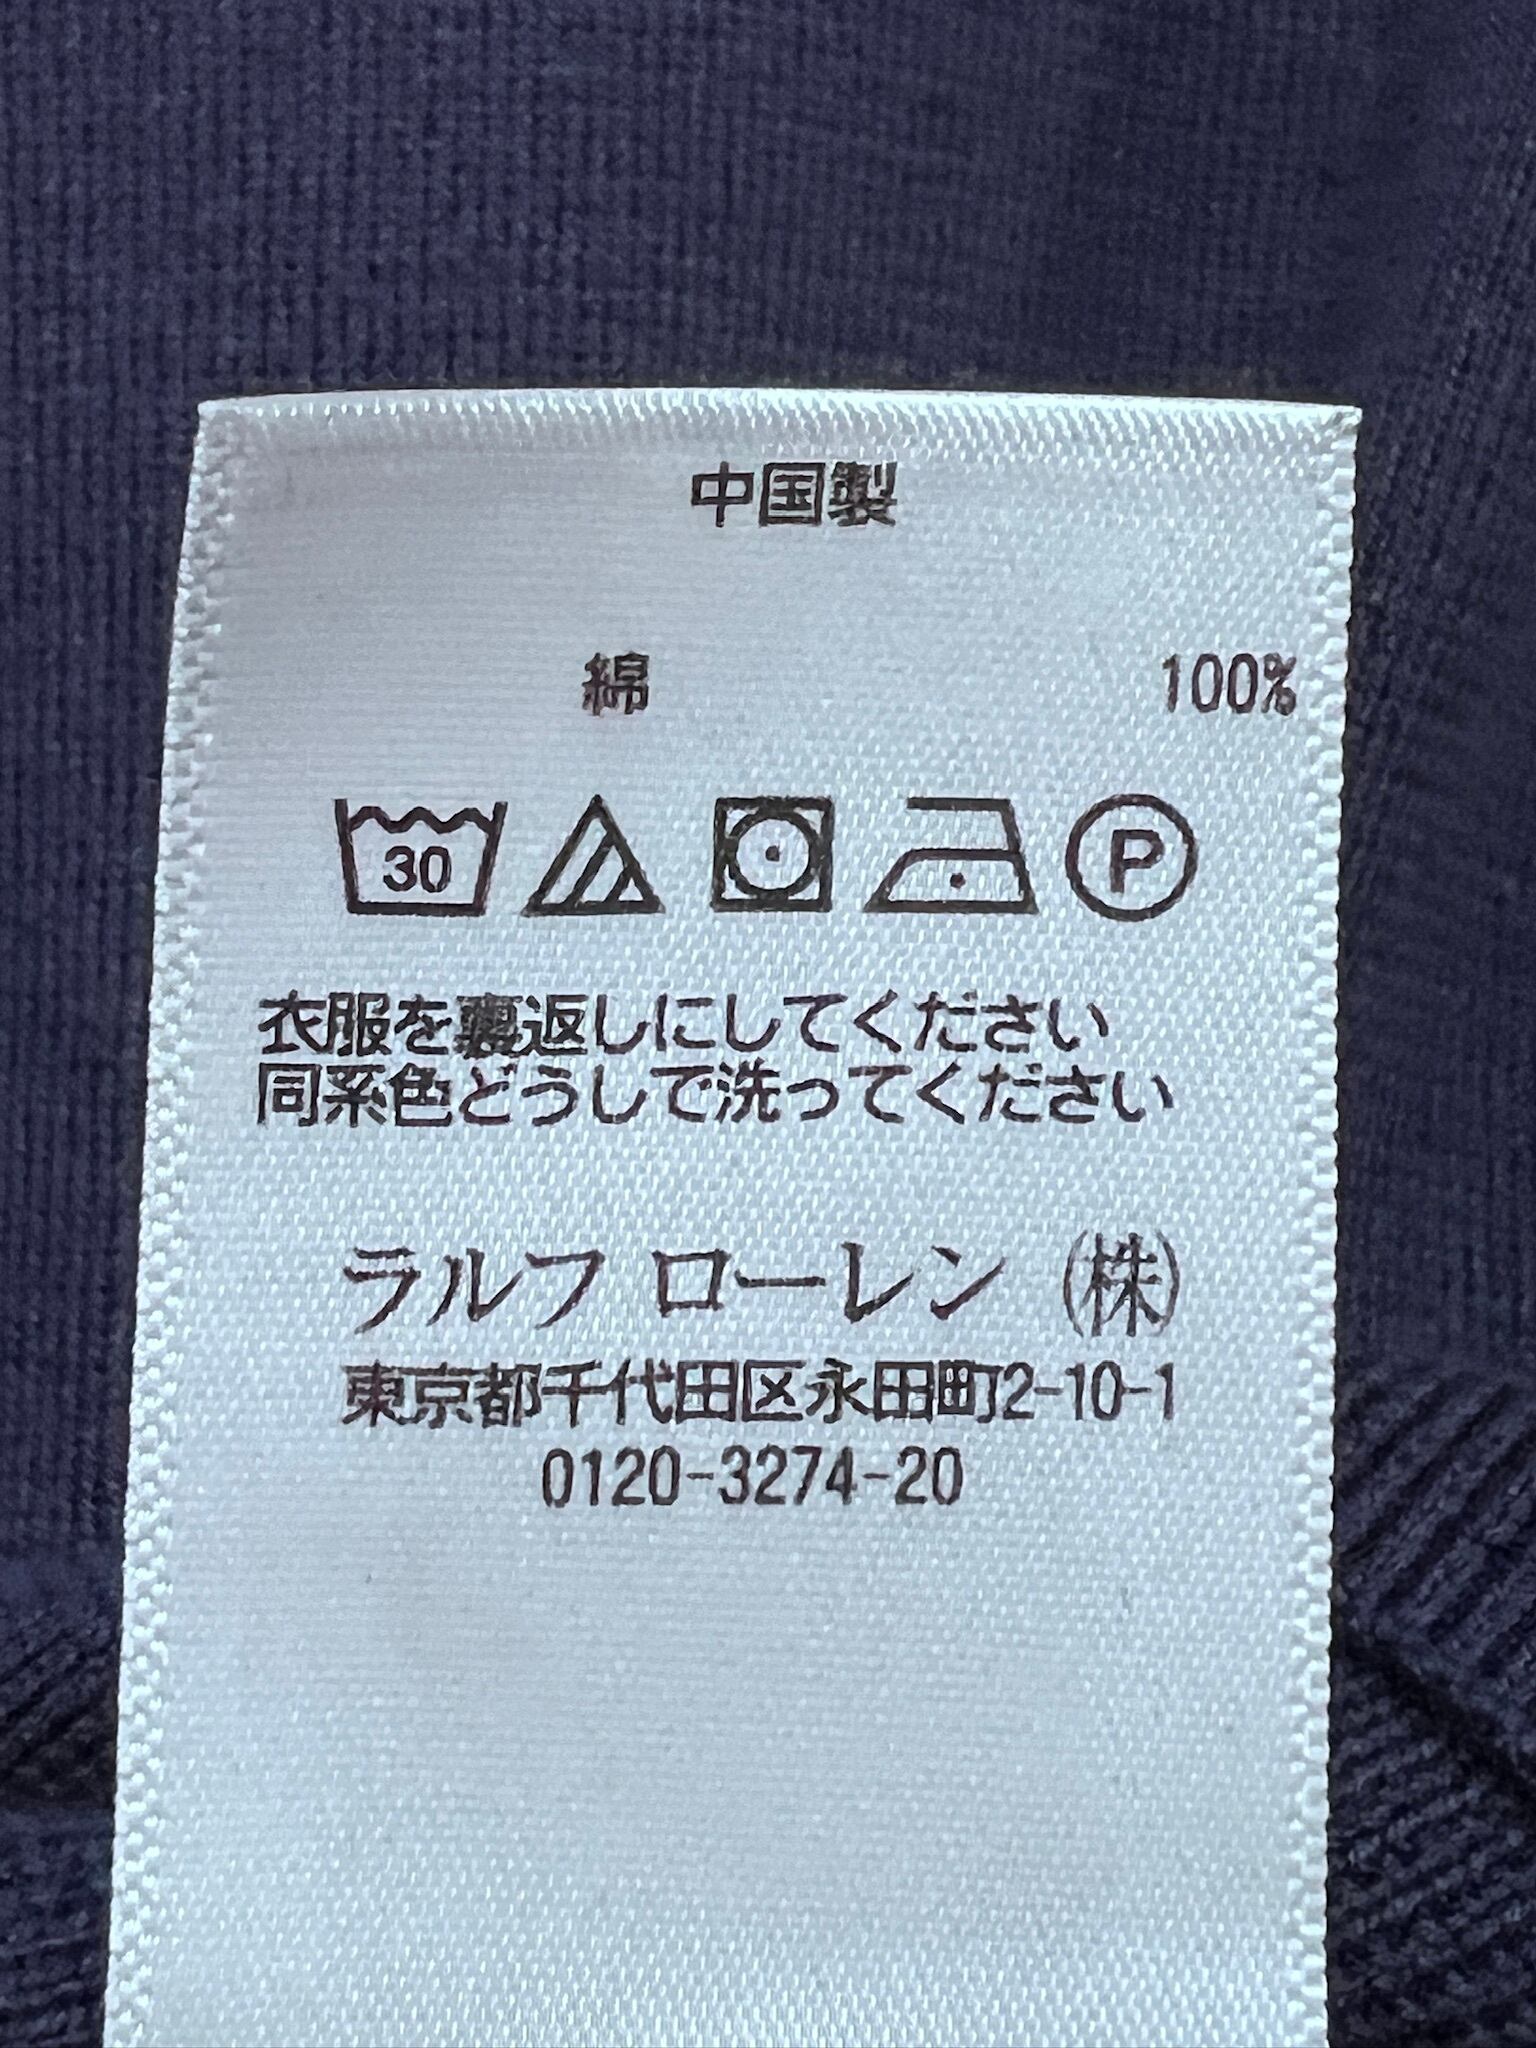 中国製
綿 100%
30 P
衣服を裏返しにしてください
同系色どうしで洗ってください
ラルフ ローレン (株)
東京都千代田区永田町2-10-1
0120-3274-20